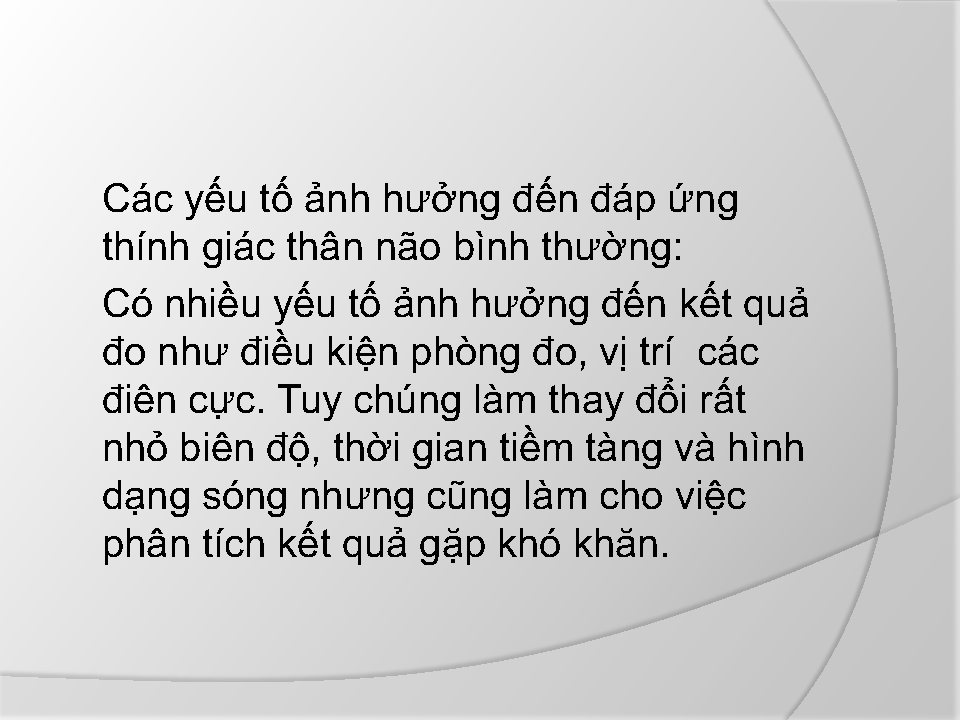 Các yếu tố ảnh hưởng đến đáp ứng
thính giác thân não bình thường:
Có nhiều yếu tố ảnh hưởng đến kết quả
đo như điều kiện phòng đo, vị trí  các
điên cực. Tuy chúng làm thay đổi rất
nhỏ biên độ, thời gian tiềm tàng và hình
dạng sóng nhưng cũng làm cho việc
phân tích kết quả gặp khó khăn.